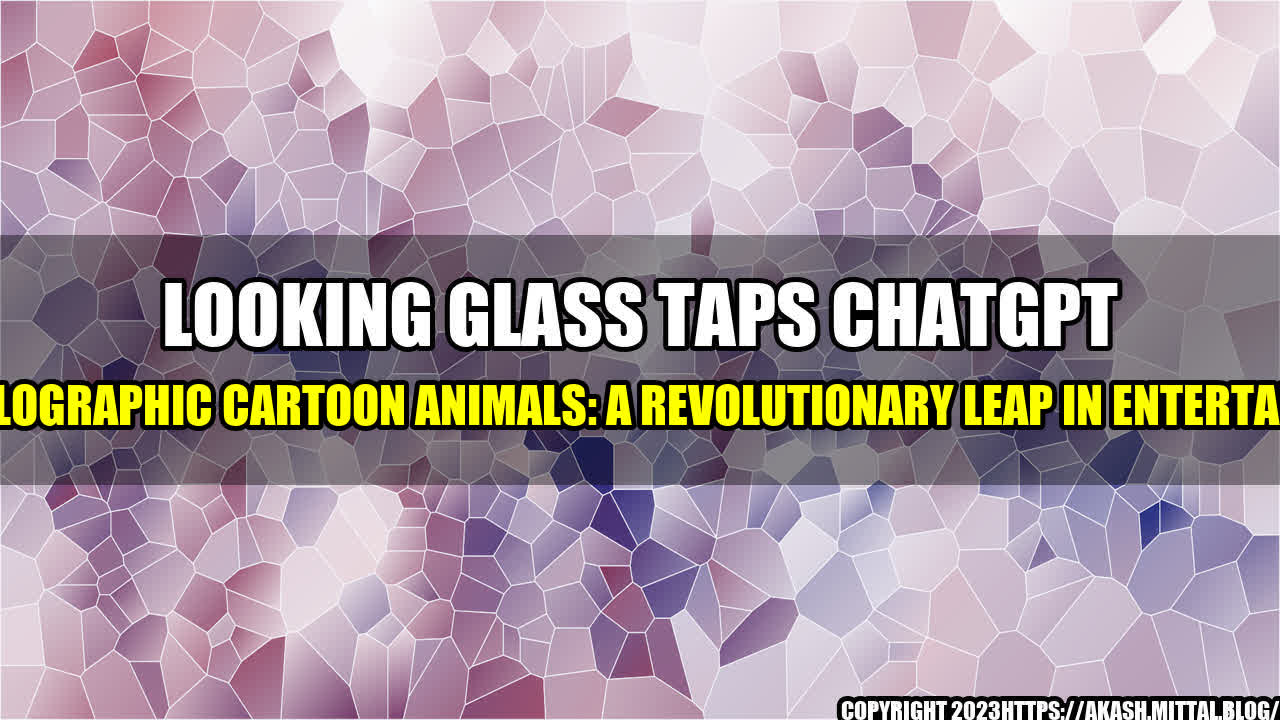 LOOKING GLASS TAPS CHATGPT
LOGRAPHIC CARTOON ANIMALS: A REVOLUTIONARY LEAP IN ENTERTA
COPYRIGHT 2023HTTPS://AKASH.MITTAL.BLOG/